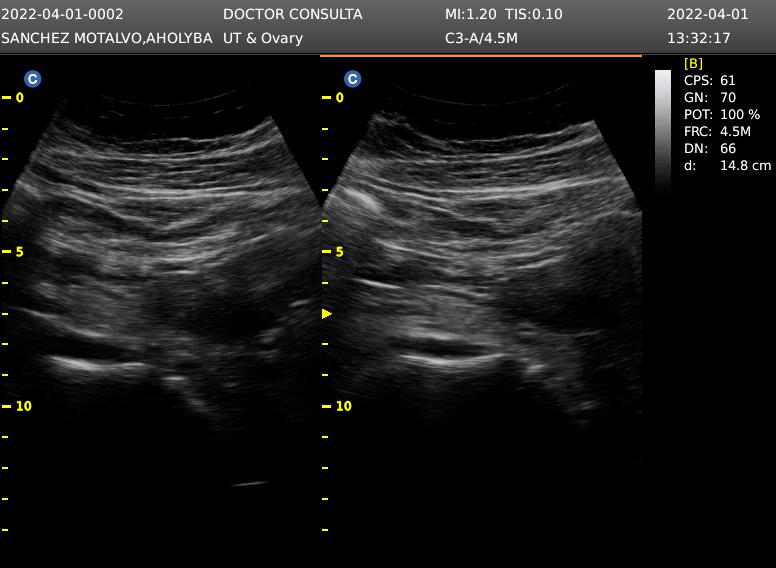 2022-04-01-0002 DOCTOR CONSULTA MI:1.20 TIS:0.10 2022-04-01
SANCHEZ MOTALVO,AHOLYBA UT & Ovary C3-A/4.5M 13:32:17
[B]
CPS: 61
GN: 70
POT: 100 %
FRC: 4.5M
DN: 66
d: 14.8 cm
C C
0 0
5 5
10 10